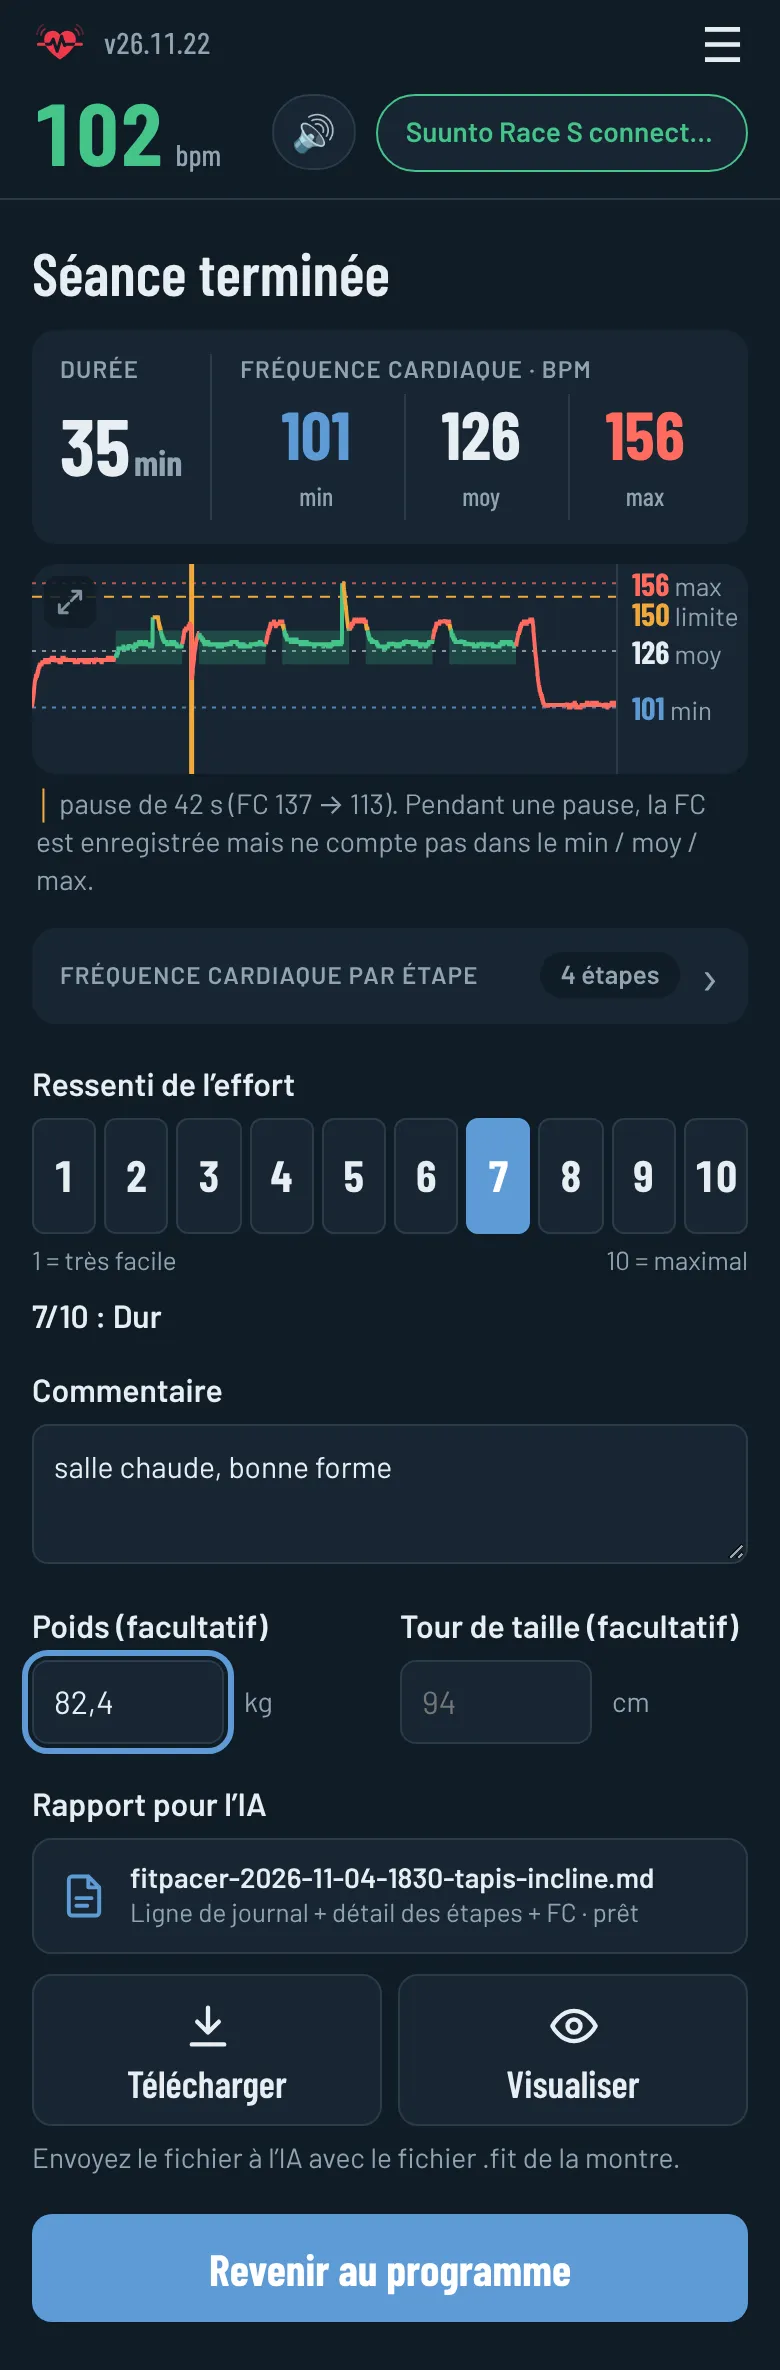 v26.11.22
102 bpm
Suunto Race S connect...
Séance terminée
DURÉE
35 min
FRÉQUENCE CARDIAQUE · BPM
101
min
126
moy
156
max
156 max
150 limite
126 moy
101 min
pause de 42 s (FC 137 → 113). Pendant une pause, la FC
est enregistrée mais ne compte pas dans le min / moy /
max.
FRÉQUENCE CARDIAQUE PAR ÉTAPE
4 étapes
Ressenti de l’effort
1 2 3 4 5 6 7 8 9 10
1 = très facile
10 = maximal
7/10 : Dur
Commentaire
salle chaude, bonne forme
Poids (facultatif)
82,4 kg
Tour de taille (facultatif)
94 cm
Rapport pour l’IA
fitpacer-2026-11-04-1830-tapis-incline.md
Ligne de journal + détail des étapes + FC · prêt
Télécharger
Visualiser
Envoyez le fichier à l’IA avec le fichier .fit de la montre.
Revenir au programme